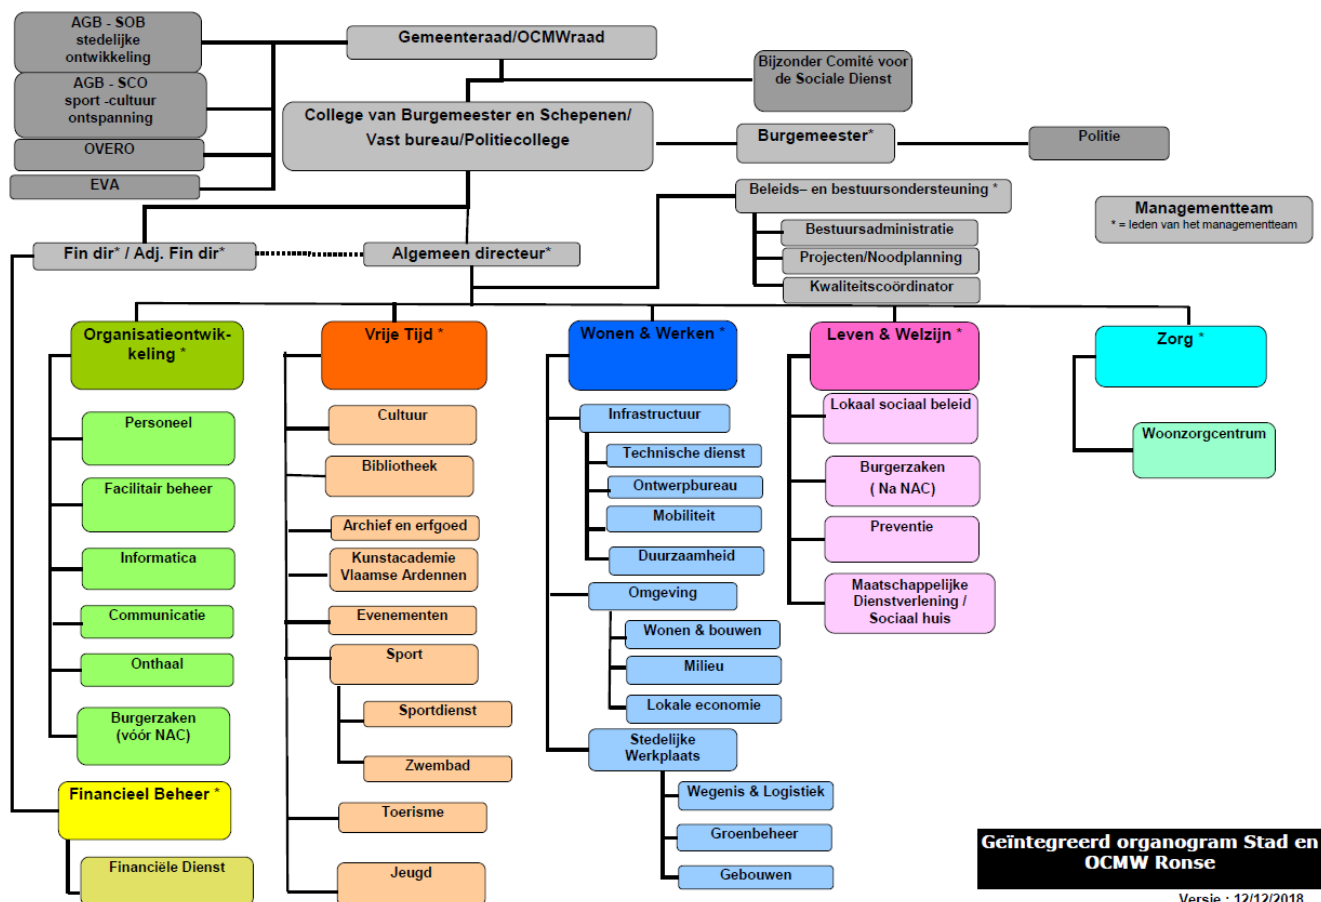 AGB - SOB
stedelijke
ontwikkeling
Gemeenteraad/OCMWraad
Bijzonder Comité voor
de Sociale Dienst
AGB - SCO
sport -cultuur
ontspanning
College van Burgemeester en Schepenen/
Vast bureau/Politiecollege
Burgemeester*
Politie
OVERO
EVA
Beleids– en bestuursondersteuning *
Managementteam
* = leden van het managementteam
Bestuursadministratie
Projecten/Noodplanning
Kwaliteitscoördinator
Fin dir* / Adj. Fin dir*
Algemeen directeur*
Organisatieontwik-
keling *
Personeel
Facilitair beheer
Informatica
Communicatie
Onthaal
Burgerzaken
(vóór NAC)
Financieel Beheer *
Financiële Dienst
Vrije Tijd *
Cultuur
Bibliotheek
Archief en erfgoed
Kunstacademie
Vlaamse Ardennen
Evenementen
Sport
Sportdienst
Zwembad
Toerisme
Jeugd
Wonen & Werken *
Infrastructuur
Technische dienst
Ontwerpbureau
Mobiliteit
Duurzaamheid
Omgeving
Wonen & bouwen
Milieu
Lokale economie
Stedelijke
Werkplaats
Wegenis & Logistiek
Groenbeheer
Gebouwen
Leven & Welzijn *
Lokaal sociaal beleid
Burgerzaken
( Na NAC)
Preventie
Maatschappelijke
Dienstverlening /
Sociaal huis
Zorg *
Woonzorgcentrum
Geïntegreerd organogram Stad en
OCMW Ronse
Versie : 12/12/2018